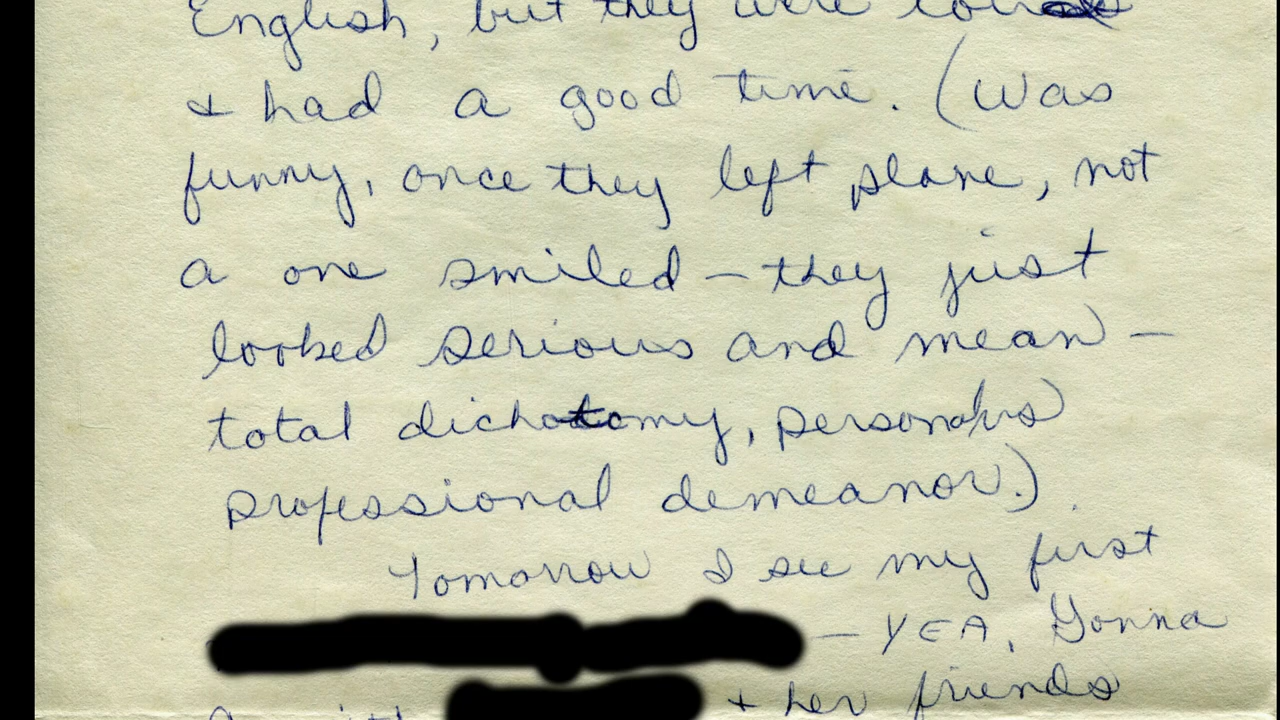 English, but they were
& had a good time. (Was
funny, once they left plane, not
a one smiled – they just
looked serious and mean –
total dichotomy, personal vs
professional demeanor.)
Tomorrow I see my first
– YEA, Gonna
& her friends